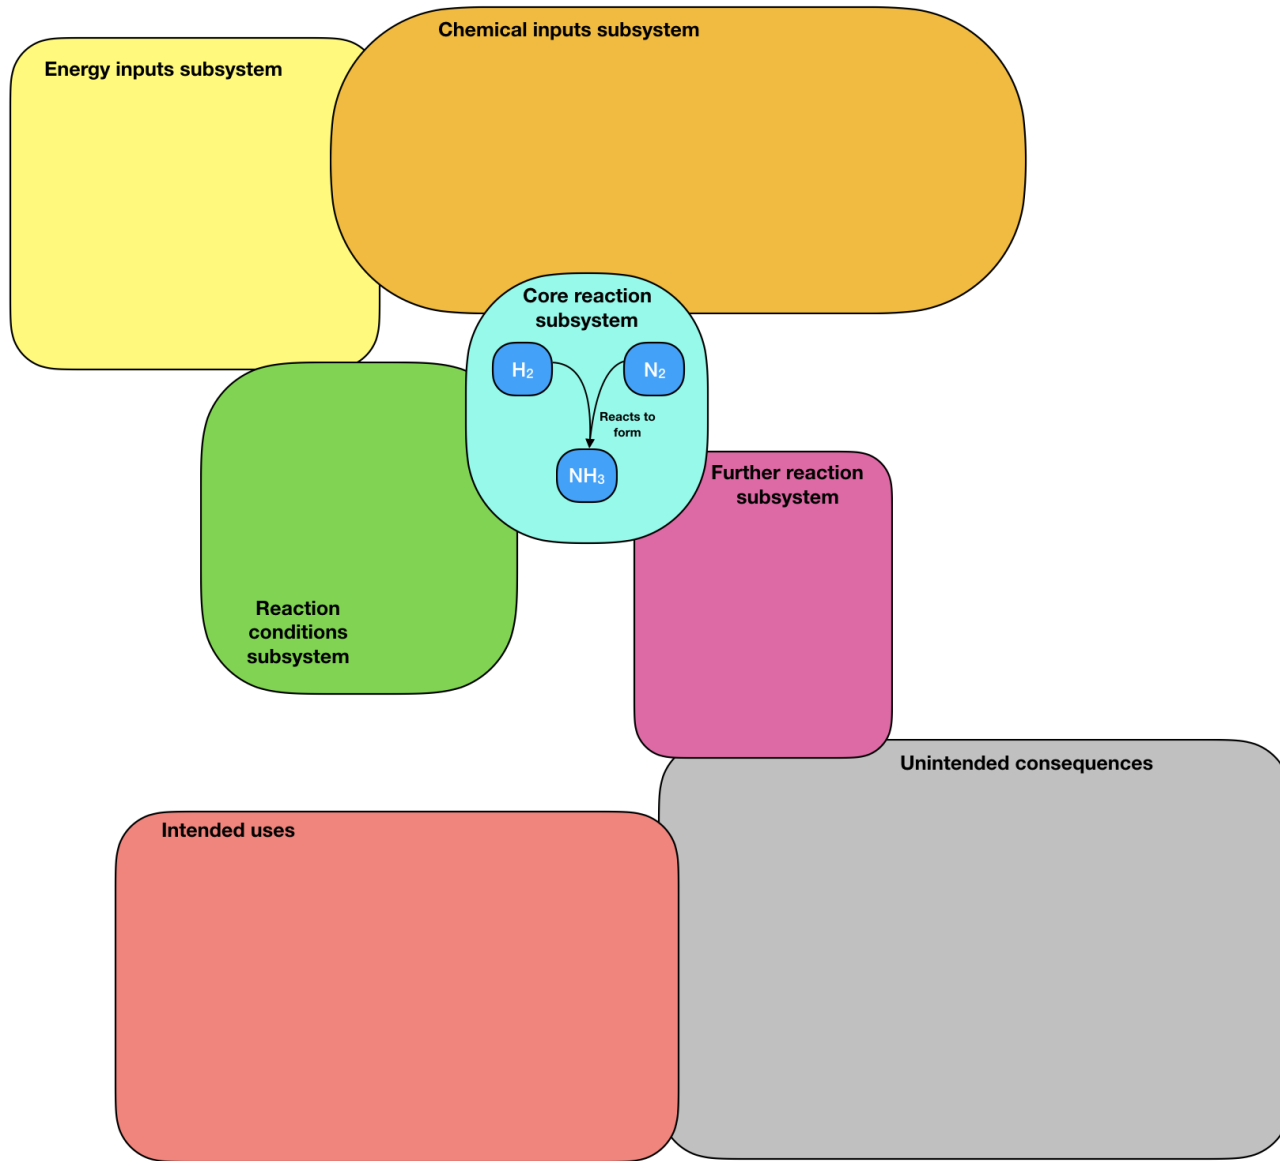 Chemical inputs subsystem
Energy inputs subsystem
Core reaction
subsystem
H₂
N₂
Reacts to
form
NH₃
Further reaction
subsystem
Reaction
conditions
subsystem
Unintended consequences
Intended uses